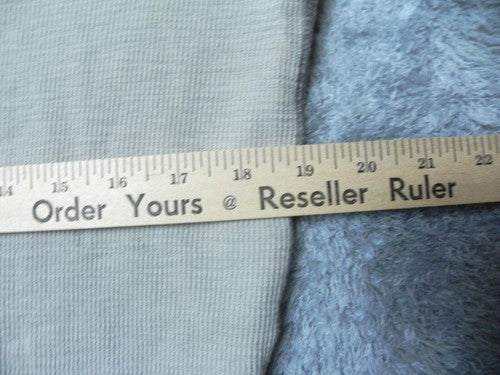 14 15 16 17 18 19 20 21 22
Order Yours @ Reseller Ruler